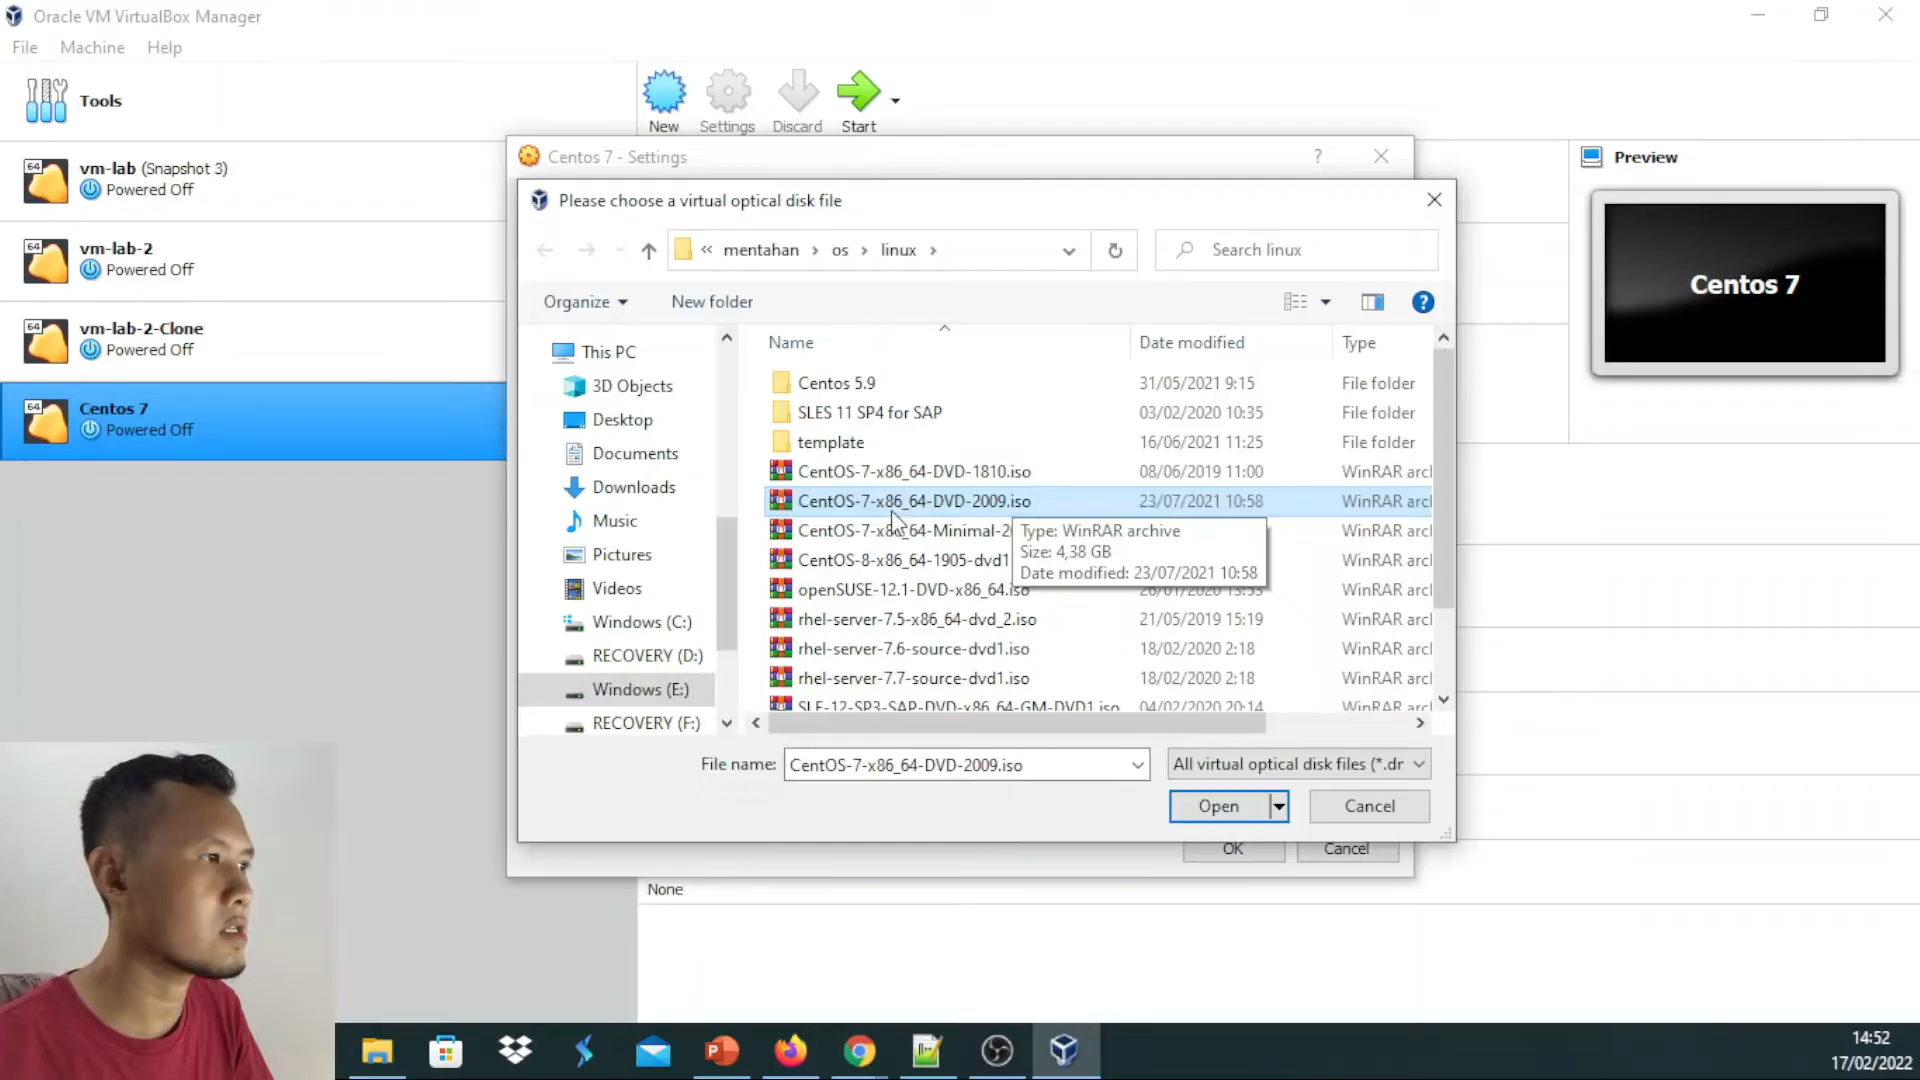 Oracle VM VirtualBox Manager
File Machine Help
Tools
New Settings Discard Start
64 vm-lab (Snapshot 3)
Powered Off
64 vm-lab-2
Powered Off
64 vm-lab-2-Clone
Powered Off
64 Centos 7
Powered Off
Preview
Centos 7
Centos 7 - Settings ?
Please choose a virtual optical disk file
« mentahan › os › linux ›
Search linux
Organize New folder ?
This PC
3D Objects
Desktop
Documents
Downloads
Music
Pictures
Videos
Windows (C:)
RECOVERY (D:)
Windows (E:)
RECOVERY (F:)
Name Date modified Type
Centos 5.9 31/05/2021 9:15 File folder
SLES 11 SP4 for SAP 03/02/2020 10:35 File folder
template 16/06/2021 11:25 File folder
CentOS-7-x86_64-DVD-1810.iso 08/06/2019 11:00 WinRAR arcl
CentOS-7-x86_64-DVD-2009.iso 23/07/2021 10:58 WinRAR arcl
CentOS-7-x86_64-Minimal-2 WinRAR arcl
CentOS-8-x86_64-1905-dvd1 WinRAR arcl
openSUSE-12.1-DVD-x86_64.iso WinRAR arcl
rhel-server-7.5-x86_64-dvd_2.iso 21/05/2019 15:19 WinRAR arcl
rhel-server-7.6-source-dvd1.iso 18/02/2020 2:18 WinRAR arcl
rhel-server-7.7-source-dvd1.iso 18/02/2020 2:18 WinRAR arcl
SLE-12-SP3-SAP-DVD-x86_64-GM-DVD1.iso 04/02/2020 20:14 WinRAR arcl
Type: WinRAR archive
Size: 4,38 GB
Date modified: 23/07/2021 10:58
File name: CentOS-7-x86_64-DVD-2009.iso All virtual optical disk files (*.dr
Open Cancel
OK Cancel
None
14:52
17/02/2022